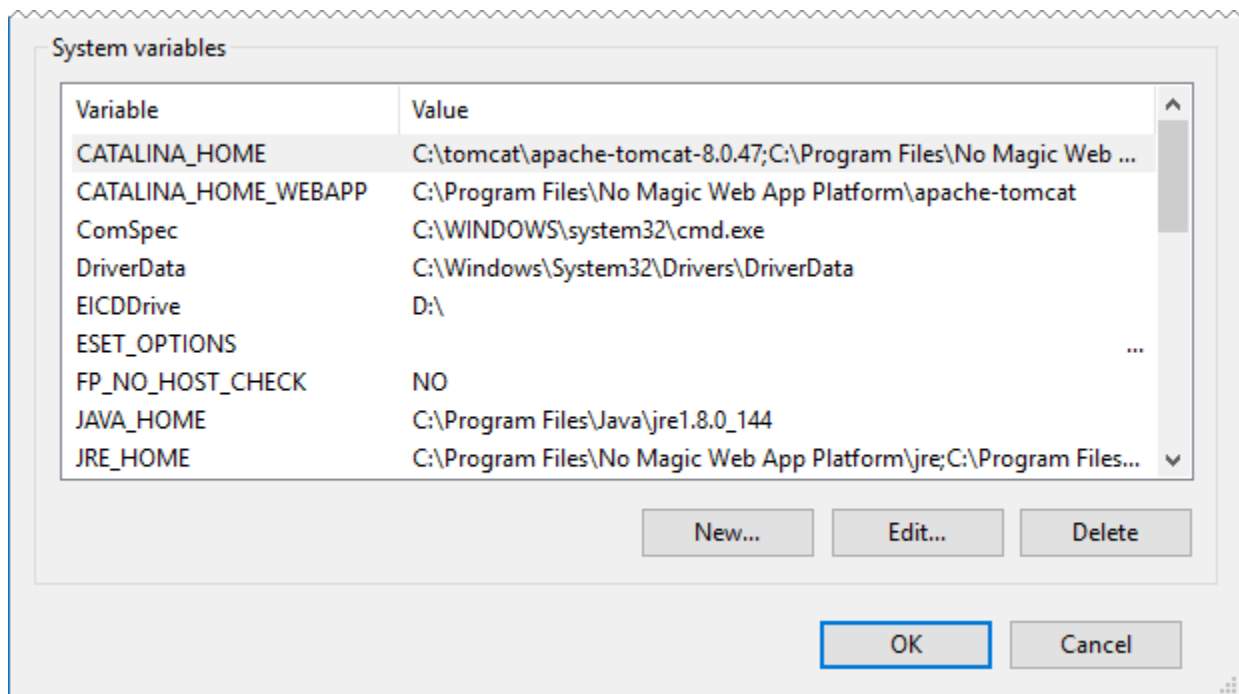 System variables
Variable Value
CATALINA_HOME C:\tomcat\apache-tomcat-8.0.47;C:\Program Files\No Magic Web ...
CATALINA_HOME_WEBAPP C:\Program Files\No Magic Web App Platform\apache-tomcat
ComSpec C:\WINDOWS\system32\cmd.exe
DriverData C:\Windows\System32\Drivers\DriverData
EICDDrive D:\
ESET_OPTIONS ...
FP_NO_HOST_CHECK NO
JAVA_HOME C:\Program Files\Java\jre1.8.0_144
JRE_HOME C:\Program Files\No Magic Web App Platform\jre;C:\Program Files...
New... Edit... Delete
OK Cancel